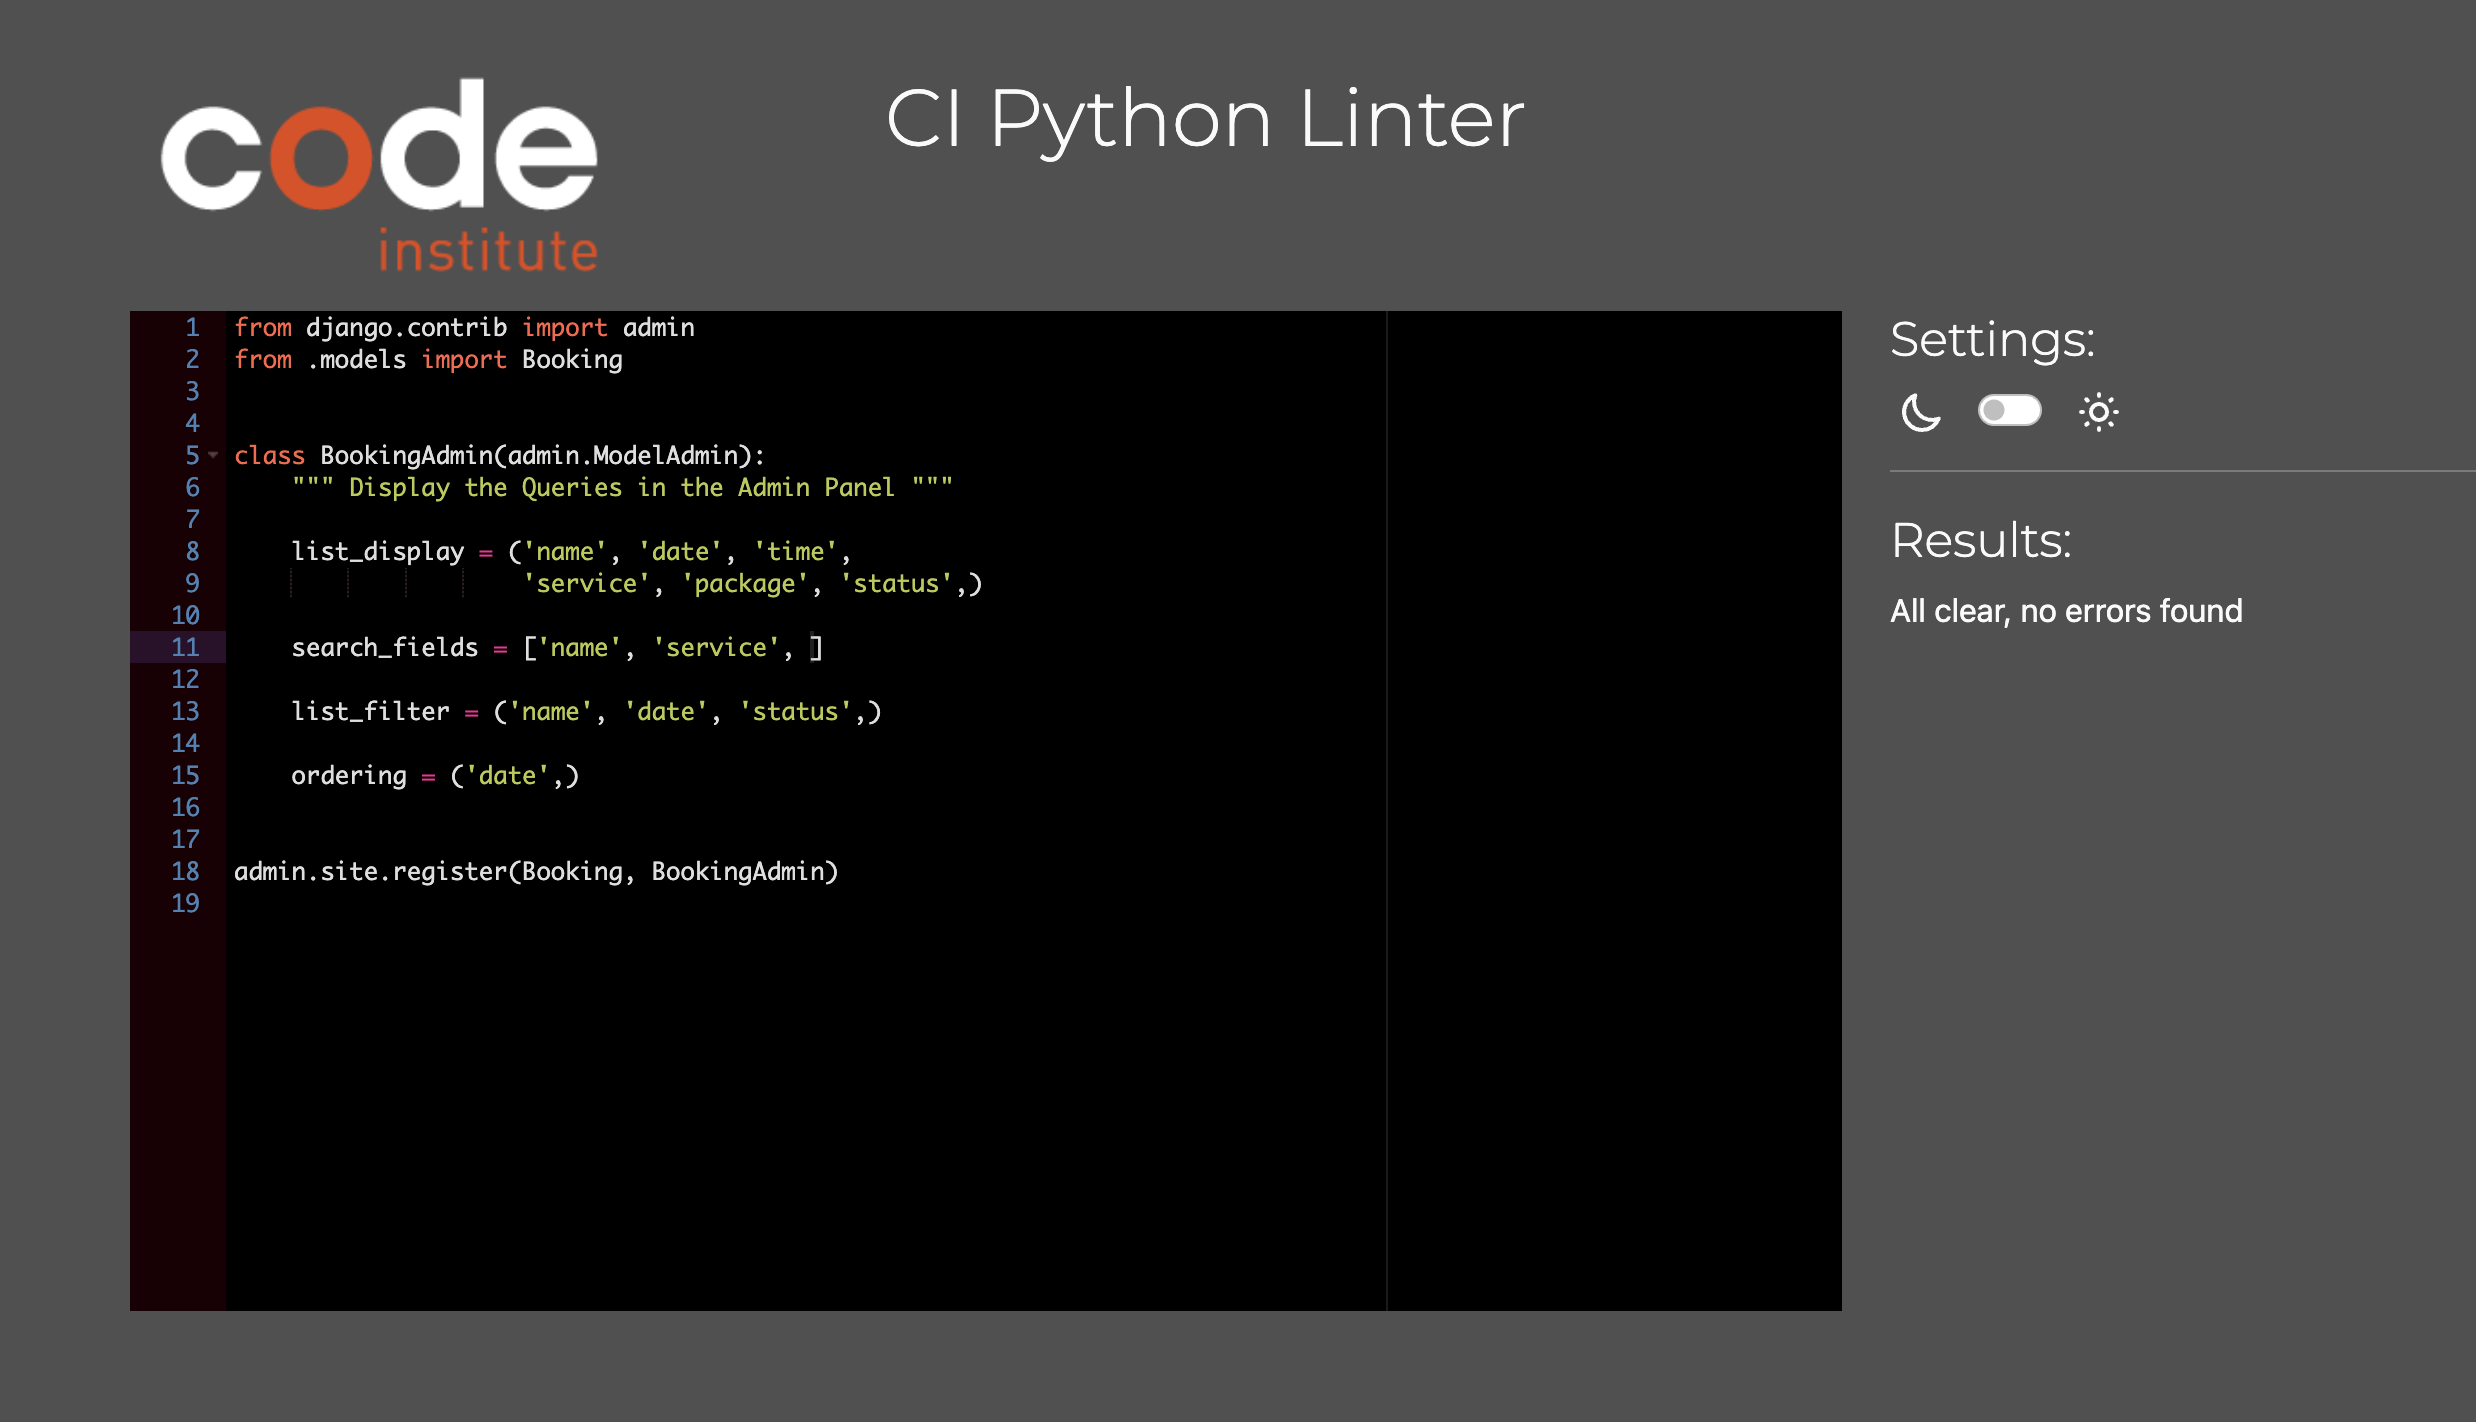 code
institute
CI Python Linter
1 from django.contrib import admin
2 from .models import Booking
3
4
5 class BookingAdmin(admin.ModelAdmin):
6     """ Display the Queries in the Admin Panel """
7
8     list_display = ('name', 'date', 'time',
9                     'service', 'package', 'status',)
10
11     search_fields = ['name', 'service', ]
12
13     list_filter = ('name', 'date', 'status',)
14
15     ordering = ('date',)
16
17
18 admin.site.register(Booking, BookingAdmin)
19
Settings:
Results:
All clear, no errors found